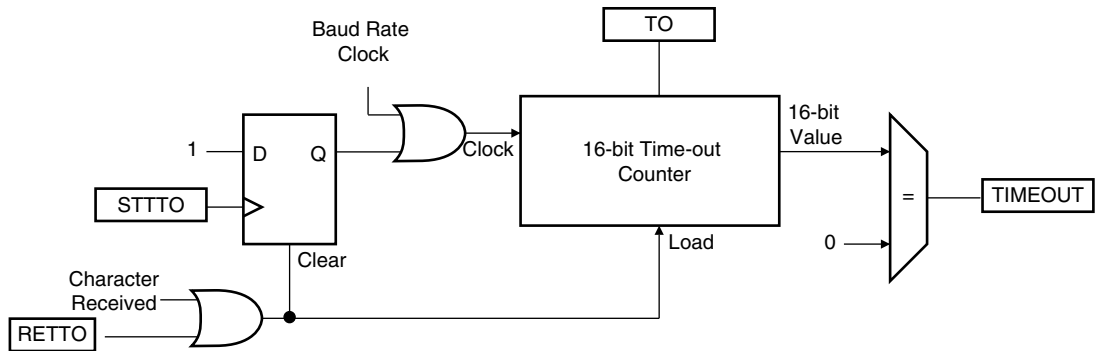 TO
Baud Rate
Clock
16-bit
Value
1
D
Q
Clock
16-bit Time-out
Counter
STTTO
=
TIMEOUT
0
Load
Clear
Character
Received
RETTO